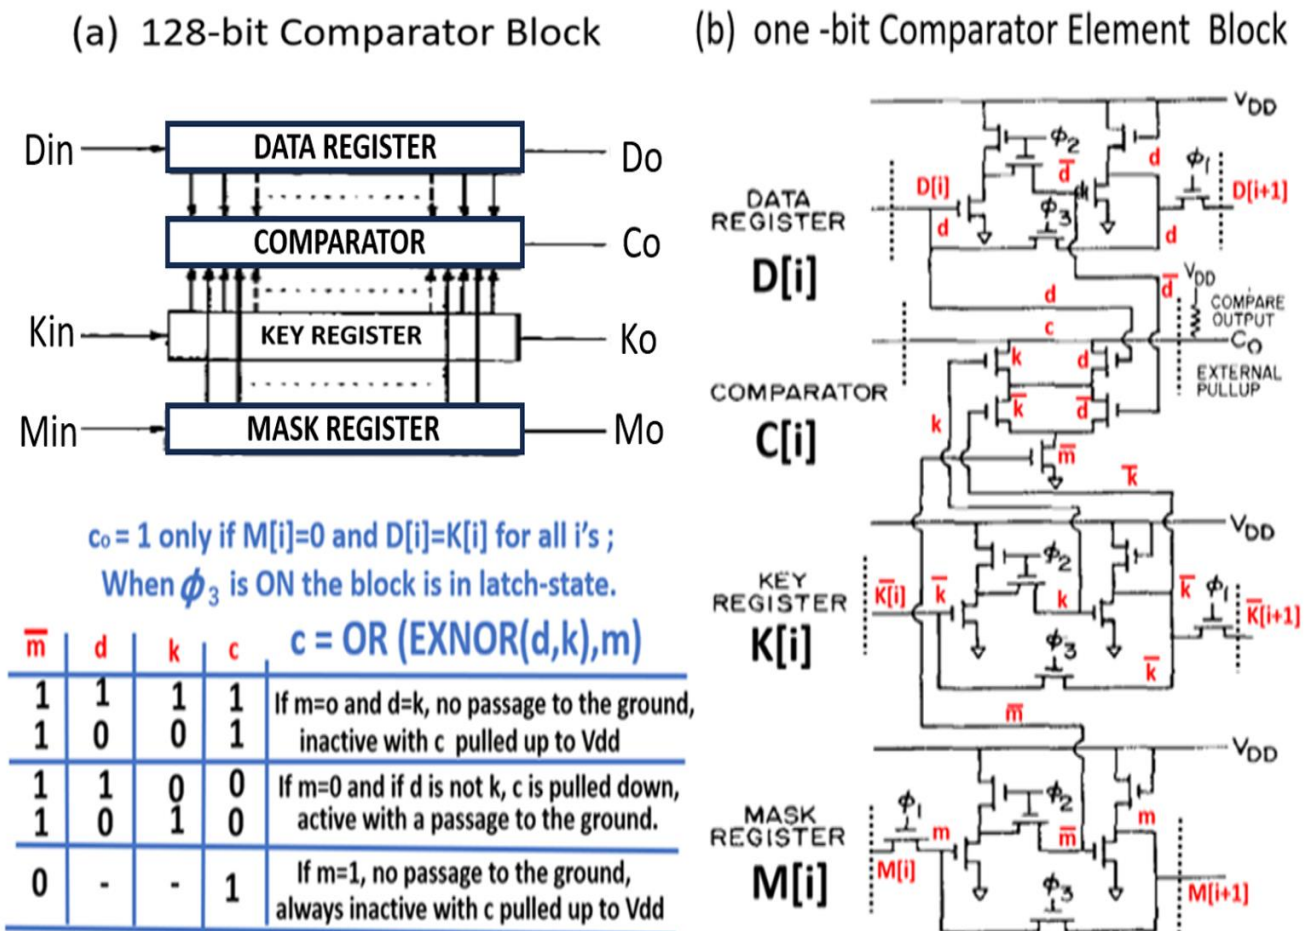 (a) 128-bit Comparator Block
Din
DATA REGISTER
Do
COMPARATOR
Co
Kin
KEY REGISTER
Ko
Min
MASK REGISTER
Mo
c₀ = 1 only if M[i]=0 and D[i]=K[i] for all i's ;
When ϕ₃ is ON the block is in latch-state.
m̅ d k c c = OR (EXNOR(d,k),m)
1 1 1 1 If m=o and d=k, no passage to the ground,
1 0 0 1 inactive with c pulled up to Vdd
1 1 0 0 If m=0 and if d is not k, c is pulled down,
1 0 1 0 active with a passage to the ground.
0 - - 1 If m=1, no passage to the ground,
always inactive with c pulled up to Vdd
(b) one -bit Comparator Element Block
VDD
ϕ₂
d̅
d
ϕ₁
D[i]
D[i+1]
DATA
REGISTER
D[i]
d
ϕ₃
d
d
d̅
VDD
COMPARE
OUTPUT
c
C₀
k
d
EXTERNAL
PULLUP
COMPARATOR
C[i]
k̅
d̅
k
m̅
k̅
VDD
ϕ₂
KEY
REGISTER
K[i]
K̅[i]
k̅
k
k̅
ϕ₁
K̅[i+1]
ϕ₃
k̅
m̅
VDD
ϕ₁
ϕ₂
MASK
REGISTER
M[i]
m
m̅
m
M[i]
ϕ₃
M[i+1]